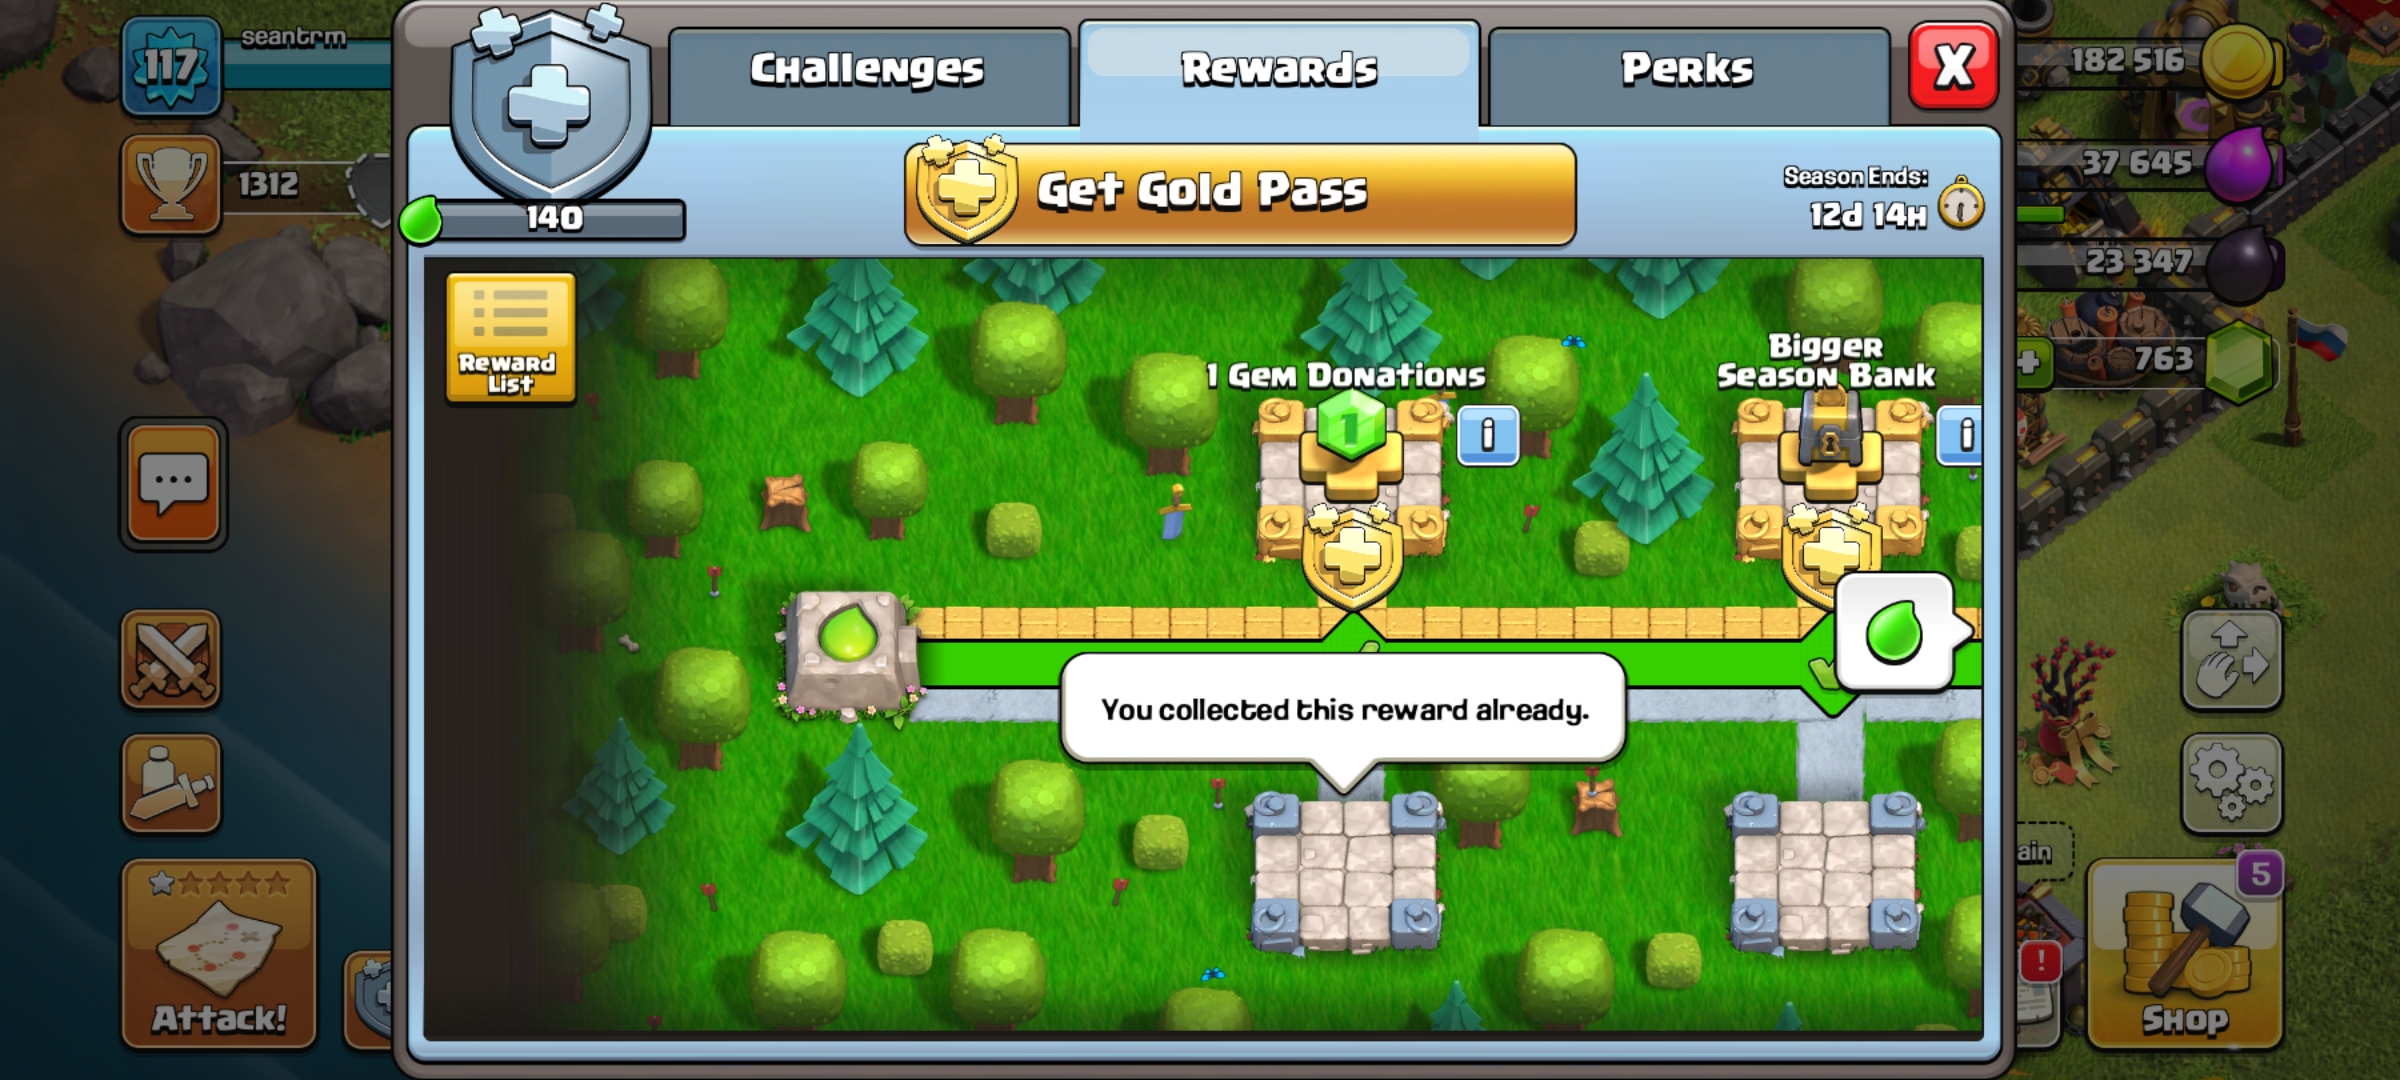 117
seantrm
1312
140
Challenges
Rewards
Perks
X
Get Gold Pass
Season Ends:
12d 14h
182 516
37 645
23 347
763
Reward
List
1 Gem Donations
1
i
Bigger
Season Bank
i
You collected this reward already.
Attack!
ain
!
5
Shop